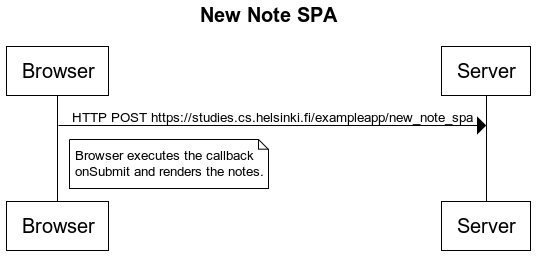 New Note SPA
Browser
Server
HTTP POST https://studies.cs.helsinki.fi/exampleapp/new_note_spa
Browser executes the callback
onSubmit and renders the notes.
Browser
Server